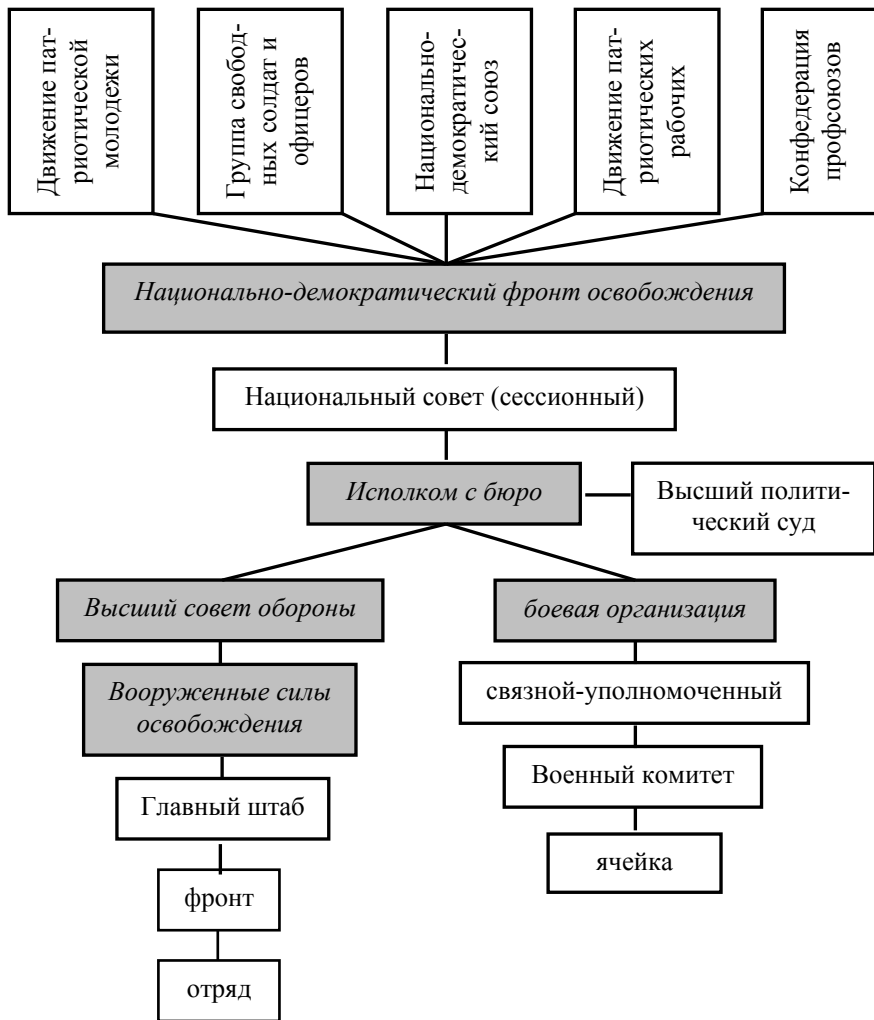 Движение пат-
риотической
молодежи
Группа свобод-
ных солдат и
офицеров
Национально-
демократичес-
кий союз
Движение пат-
риотических
рабочих
Конфедерация
профсоюзов
Национально-демократический фронт освобождения
Национальный совет (сессионный)
Исполком с бюро
Высший полити-
ческий суд
Высший совет обороны
боевая организация
Вооруженные силы
освобождения
связной-уполномоченный
Главный штаб
Военный комитет
фронт
ячейка
отряд